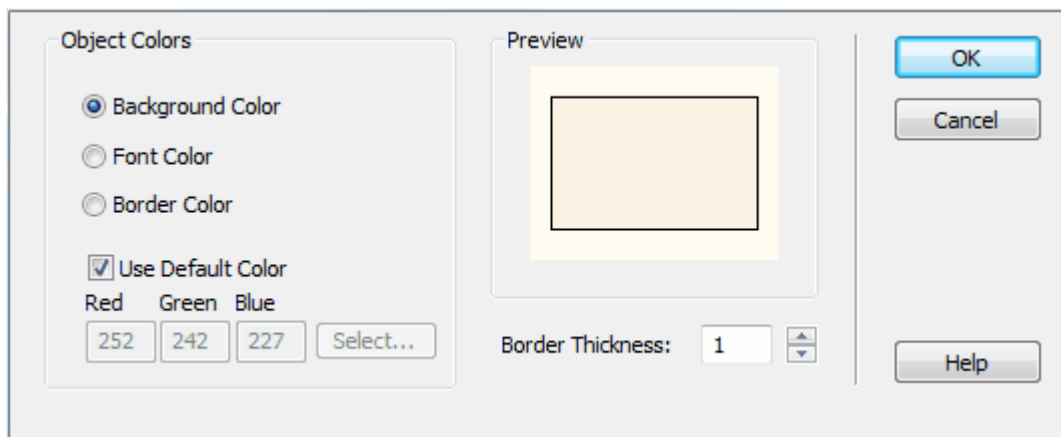 Object Colors
Background Color
Font Color
Border Color
Use Default Color
Red Green Blue
252 242 227 Select...
Preview
Border Thickness: 1
OK
Cancel
Help